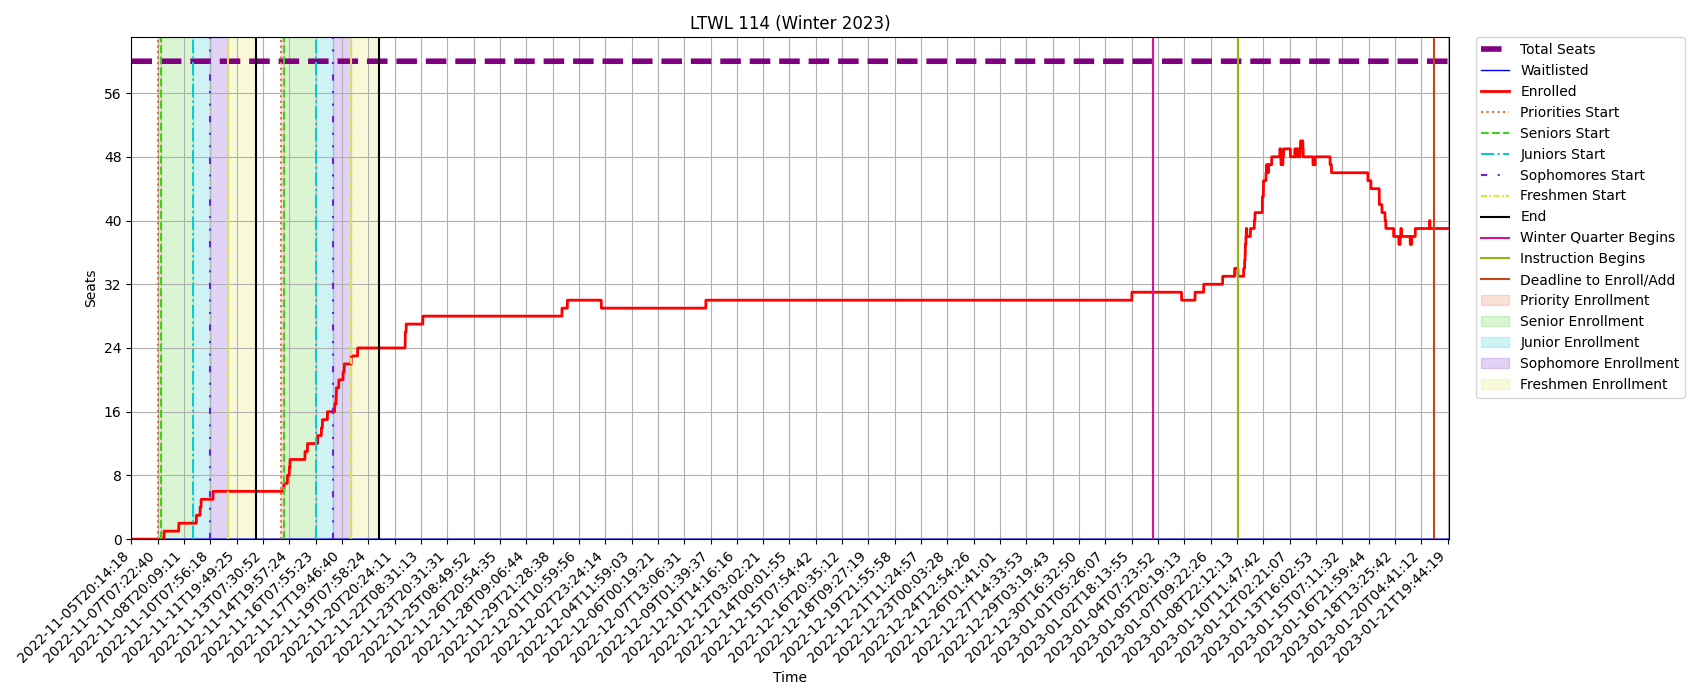 LTWL 114 (Winter 2023)
Seats
56
48
40
32
24
16
8
0
2022-11-05T20:14:18
2022-11-07T07:22:40
2022-11-08T20:09:11
2022-11-10T07:56:18
2022-11-11T19:49:25
2022-11-13T07:30:52
2022-11-14T19:57:24
2022-11-16T07:55:23
2022-11-17T19:46:40
2022-11-19T07:58:24
2022-11-20T20:24:11
2022-11-22T08:31:13
2022-11-23T20:31:31
2022-11-25T08:49:52
2022-11-26T20:54:35
2022-11-28T09:06:44
2022-11-29T21:28:38
2022-12-01T10:59:56
2022-12-02T23:24:14
2022-12-04T11:59:03
2022-12-06T00:19:21
2022-12-07T13:06:31
2022-12-09T01:39:37
2022-12-10T14:16:16
2022-12-12T03:02:21
2022-12-14T00:01:55
2022-12-15T07:54:42
2022-12-16T20:35:12
2022-12-18T09:27:19
2022-12-19T21:55:58
2022-12-21T11:24:57
2022-12-23T00:03:28
2022-12-24T12:54:26
2022-12-26T01:41:01
2022-12-27T14:33:53
2022-12-29T03:19:43
2022-12-30T16:32:50
2023-01-01T05:26:07
2023-01-02T18:13:55
2023-01-04T07:23:52
2023-01-05T20:19:13
2023-01-07T09:22:26
2023-01-08T22:12:13
2023-01-10T11:47:42
2023-01-12T02:21:07
2023-01-13T16:02:53
2023-01-15T07:11:32
2023-01-16T21:59:44
2023-01-18T13:25:42
2023-01-20T04:41:12
2023-01-21T19:44:19
Time
Total Seats
Waitlisted
Enrolled
Priorities Start
Seniors Start
Juniors Start
Sophomores Start
Freshmen Start
End
Winter Quarter Begins
Instruction Begins
Deadline to Enroll/Add
Priority Enrollment
Senior Enrollment
Junior Enrollment
Sophomore Enrollment
Freshmen Enrollment